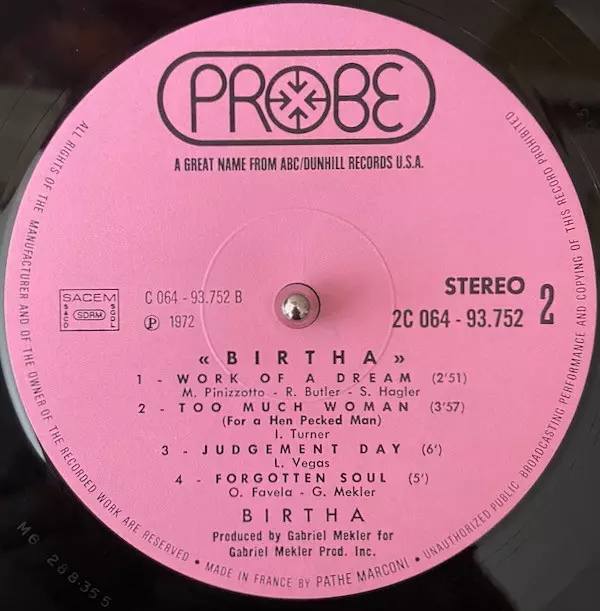 PROBE
A GREAT NAME FROM ABC/DUNHILL RECORDS U.S.A.
ALL RIGHTS OF THE MANUFACTURER AND OF THE OWNER OF THE RECORDED WORK ARE RESERVED • MADE IN FRANCE BY PATHE MARCONI • UNAUTHORIZED PUBLIC BROADCASTING PERFORMANCE AND COPYING OF THIS RECORD PROHIBITED
SACEM
SACD SDRM SGDL
C 064 - 93.752 B
Ⓟ 1972
STEREO
2C 064 - 93.752 2
« BIRTHA »
1 - WORK OF A DREAM (2'51)
M. Pinizzotto - R. Butler - S. Hagler
2 - TOO MUCH WOMAN (3'57)
(For a Hen Pecked Man)
I. Turner
3 - JUDGEMENT DAY (6')
L. Vegas
4 - FORGOTTEN SOUL (5')
O. Favela - G. Mekler
BIRTHA
Produced by Gabriel Mekler for
Gabriel Mekler Prod. Inc.
M6 288355